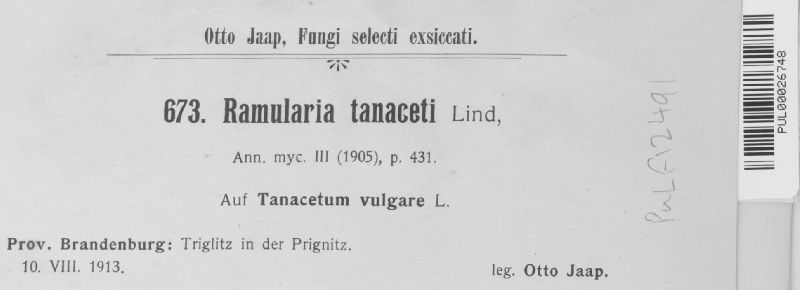 Otto Jaap, Fungi selecti exsiccati.
673. Ramularia tanaceti Lind,
Ann. myc. III (1905), p. 431.
Auf Tanacetum vulgare L.
Prov. Brandenburg: Triglitz in der Prignitz.
10. VIII. 1913.
leg. Otto Jaap.
PUL F12491
PUL00026748